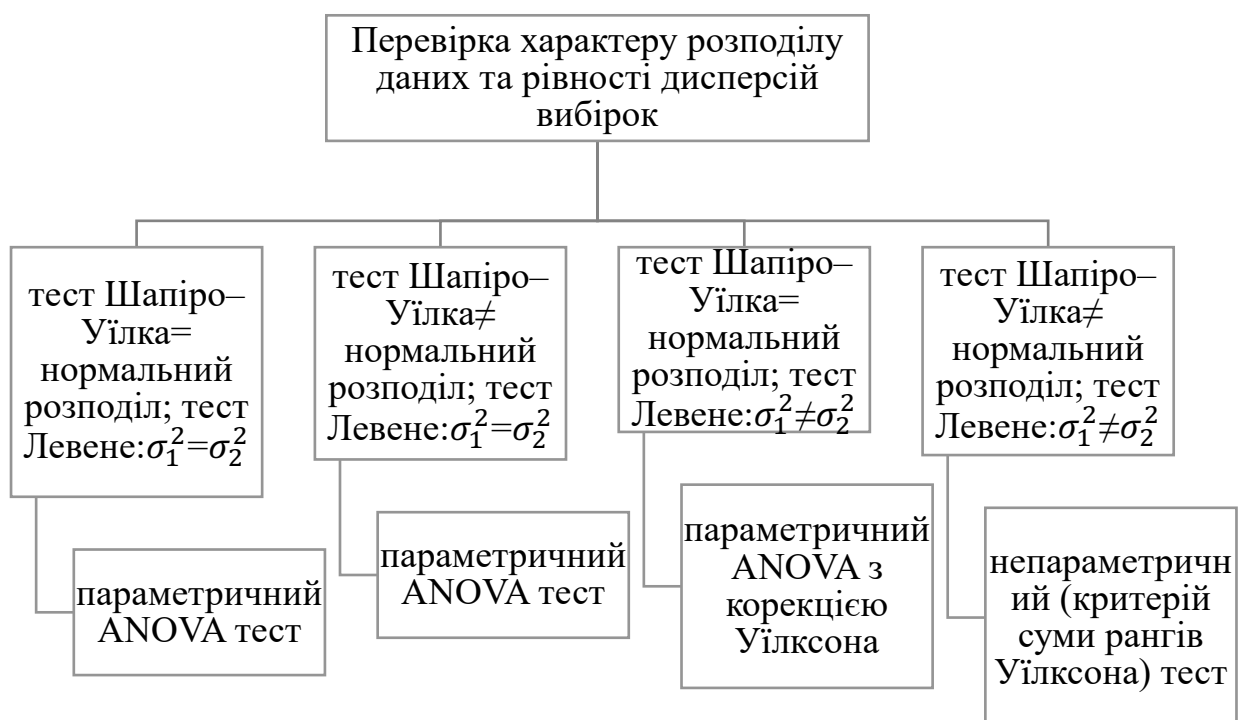 Перевірка характеру розподілу
даних та рівності дисперсій
вибірок
тест Шапіро–
Уїлка=
нормальний
розподіл; тест
Левене:σ₁²=σ₂²
параметричний
ANOVA тест
тест Шапіро–
Уїлка≠
нормальний
розподіл; тест
Левене:σ₁²=σ₂²
параметричний
ANOVA тест
тест Шапіро–
Уїлка=
нормальний
розподіл; тест
Левене:σ₁²≠σ₂²
параметричний
ANOVA з
корекцією
Уїлксона
тест Шапіро–
Уїлка≠
нормальний
розподіл; тест
Левене:σ₁²≠σ₂²
непараметричн
ий (критерій
суми рангів
Уїлксона) тест